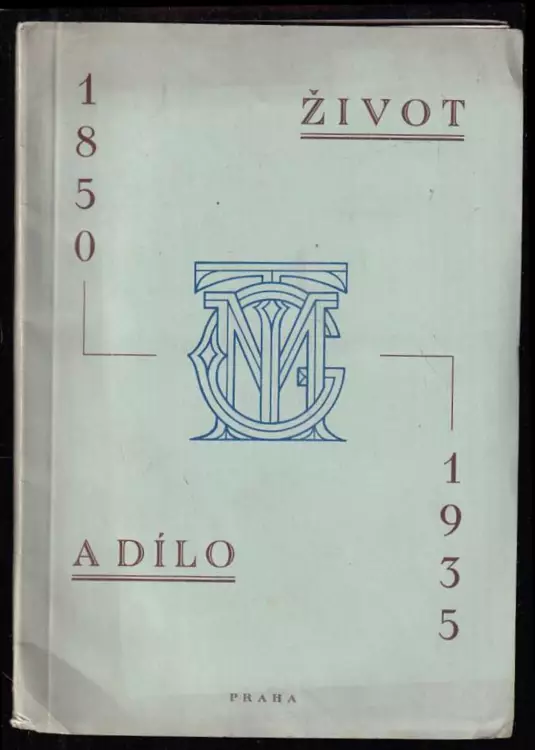 1850
ŽIVOT
A DÍLO
1935
PRAHA